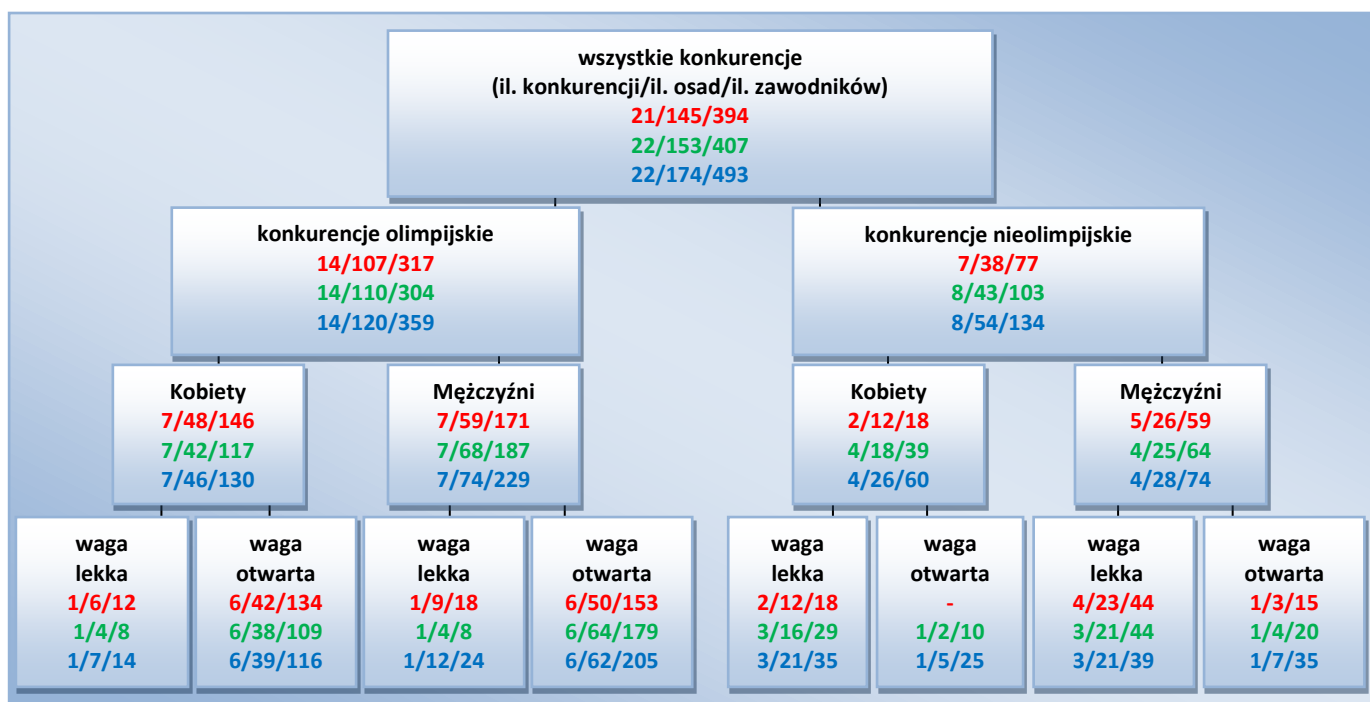 wszystkie konkurencje
(il. konkurencji/il. osad/il. zawodników)
21/145/394
22/153/407
22/174/493
konkurencje olimpijskie
14/107/317
14/110/304
14/120/359
konkurencje nieolimpijskie
7/38/77
8/43/103
8/54/134
Kobiety
7/48/146
7/42/117
7/46/130
Mężczyźni
7/59/171
7/68/187
7/74/229
Kobiety
2/12/18
4/18/39
4/26/60
Mężczyźni
5/26/59
4/25/64
4/28/74
waga
lekka
1/6/12
1/4/8
1/7/14
waga
otwarta
6/42/134
6/38/109
6/39/116
waga
lekka
1/9/18
1/4/8
1/12/24
waga
otwarta
6/50/153
6/64/179
6/62/205
waga
lekka
2/12/18
3/16/29
3/21/35
waga
otwarta
-
1/2/10
1/5/25
waga
lekka
4/23/44
3/21/44
3/21/39
waga
otwarta
1/3/15
1/4/20
1/7/35